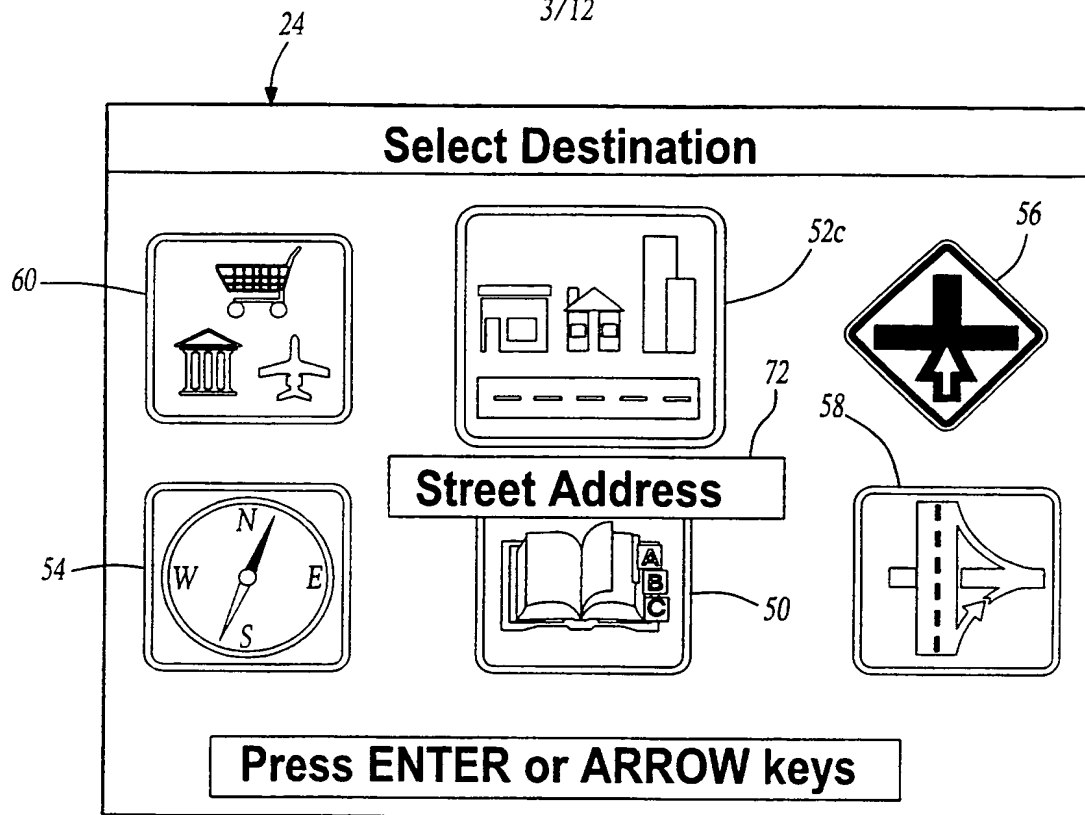 3/12
24
Select Destination
60
52c
56
72
58
Street Address
N
W E
S
54
A
B
C
50
Press ENTER or ARROW keys